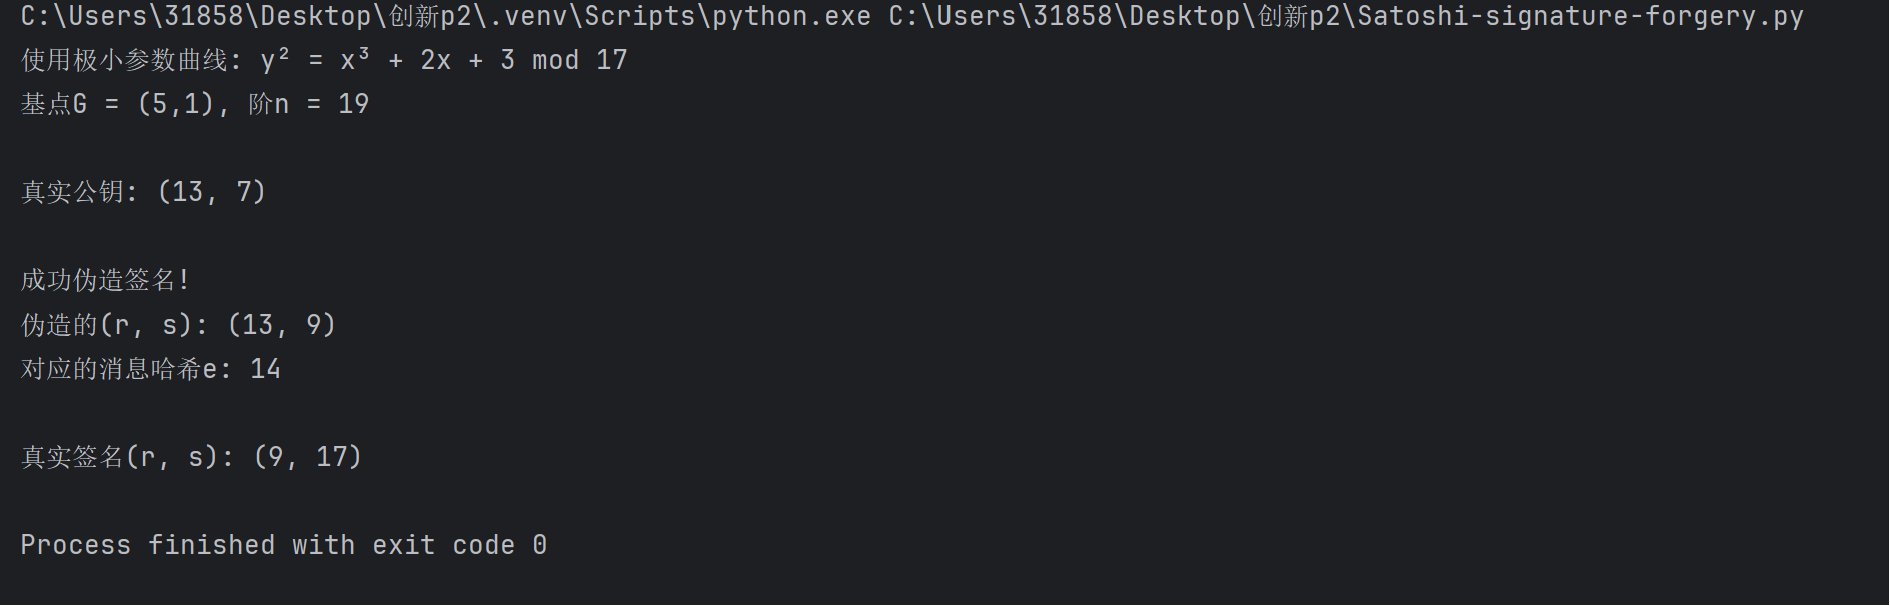 C:\Users\31858\Desktop\创新p2\.venv\Scripts\python.exe C:\Users\31858\Desktop\创新p2\Satoshi-signature-forgery.py
使用极小参数曲线: y² = x³ + 2x + 3 mod 17
基点G = (5,1), 阶n = 19
真实公钥: (13, 7)
成功伪造签名!
伪造的(r, s): (13, 9)
对应的消息哈希e: 14
真实签名(r, s): (9, 17)
Process finished with exit code 0